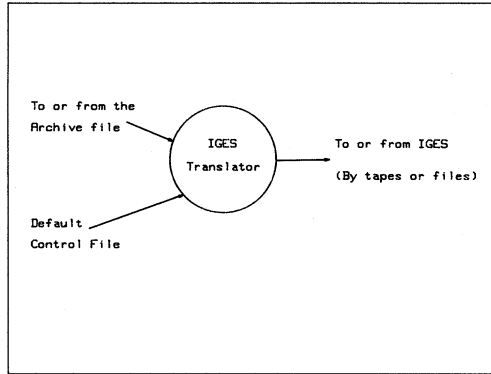 To or from the
Archive file
IGES
Translator
To or from IGES
(By tapes or files)
Default
Control File